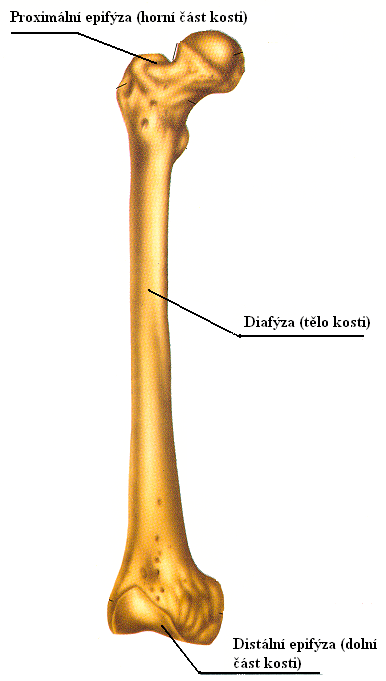 Proximální epifýza (horní část kosti)
Diafýza (tělo kosti)
Distální epifýza (dolní
část kosti)